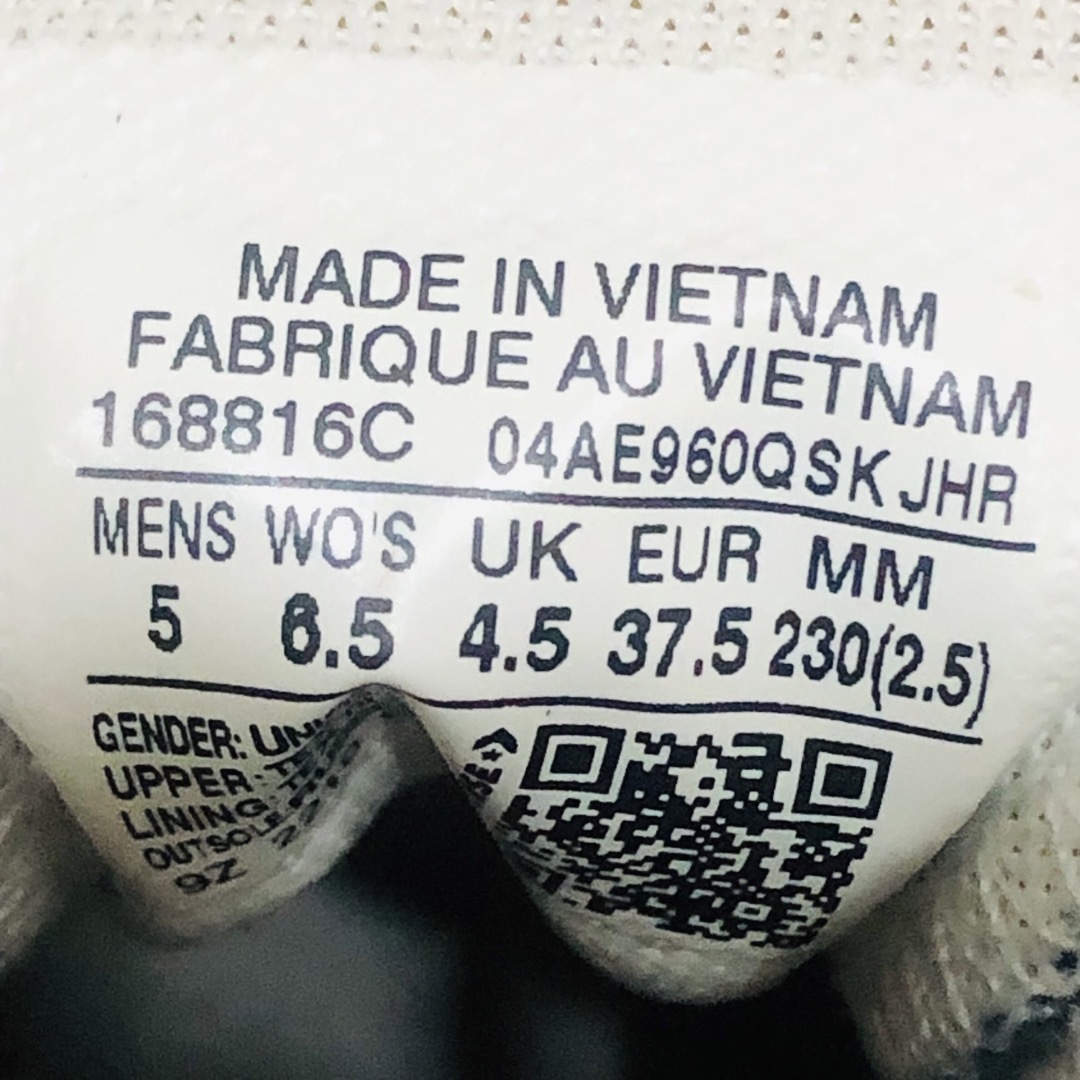 MADE IN VIETNAM
FABRIQUE AU VIETNAM
168816C 04AE960QSK JHR
MENS WO'S UK EUR MM
5 6.5 4.5 37.5 230(2.5)
GENDER:
UPPER:
LINING:
OUTSOLE
9Z